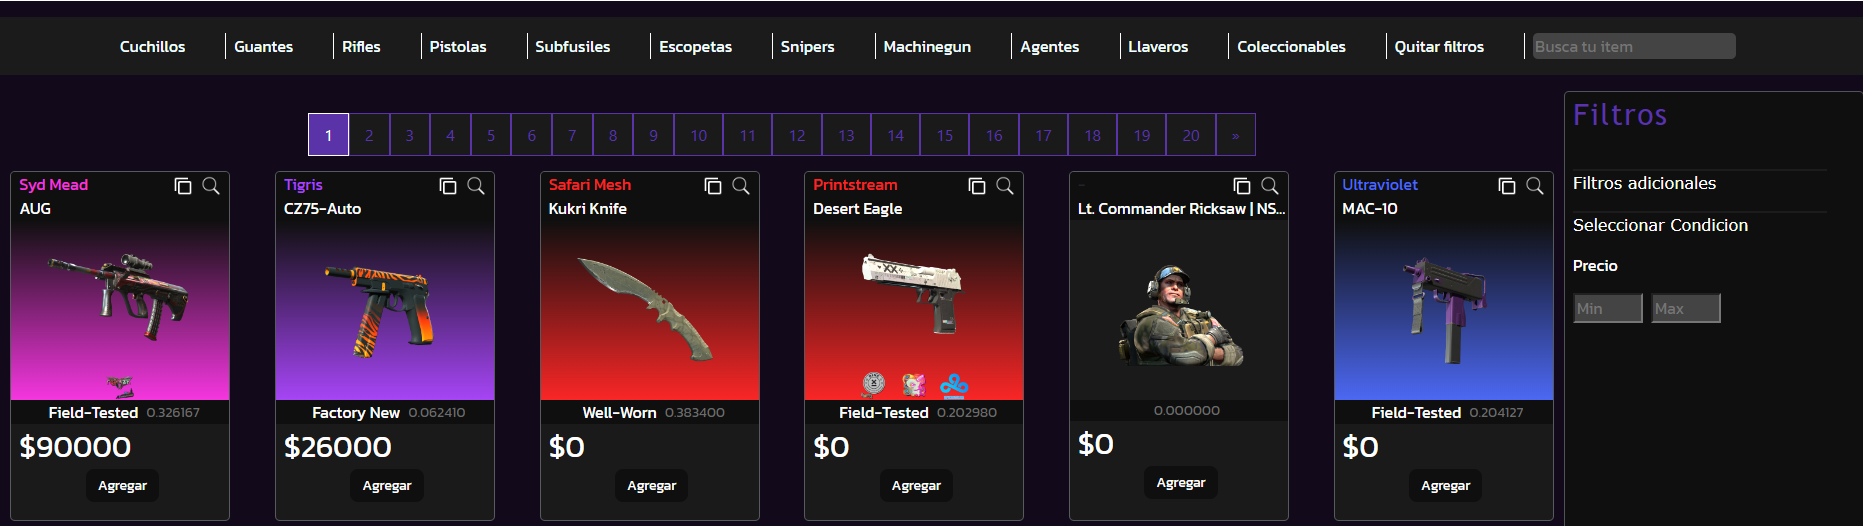 Cuchillos Guantes Rifles Pistolas Subfusiles Escopetas Snipers Machinegun Agentes Llaveros Coleccionables Quitar filtros Busca tu item
1 2 3 4 5 6 7 8 9 10 11 12 13 14 15 16 17 18 19 20 »
Syd Mead
AUG
Field-Tested 0.326167
$90000
Agregar
Tigris
CZ75-Auto
Factory New 0.062410
$26000
Agregar
Safari Mesh
Kukri Knife
Well-Worn 0.383400
$0
Agregar
Printstream
Desert Eagle
Field-Tested 0.202980
$0
Agregar
-
Lt. Commander Ricksaw | NS...
0.000000
$0
Agregar
Ultraviolet
MAC-10
Field-Tested 0.204127
$0
Agregar
Filtros
Filtros adicionales
Seleccionar Condicion
Precio
Min Max